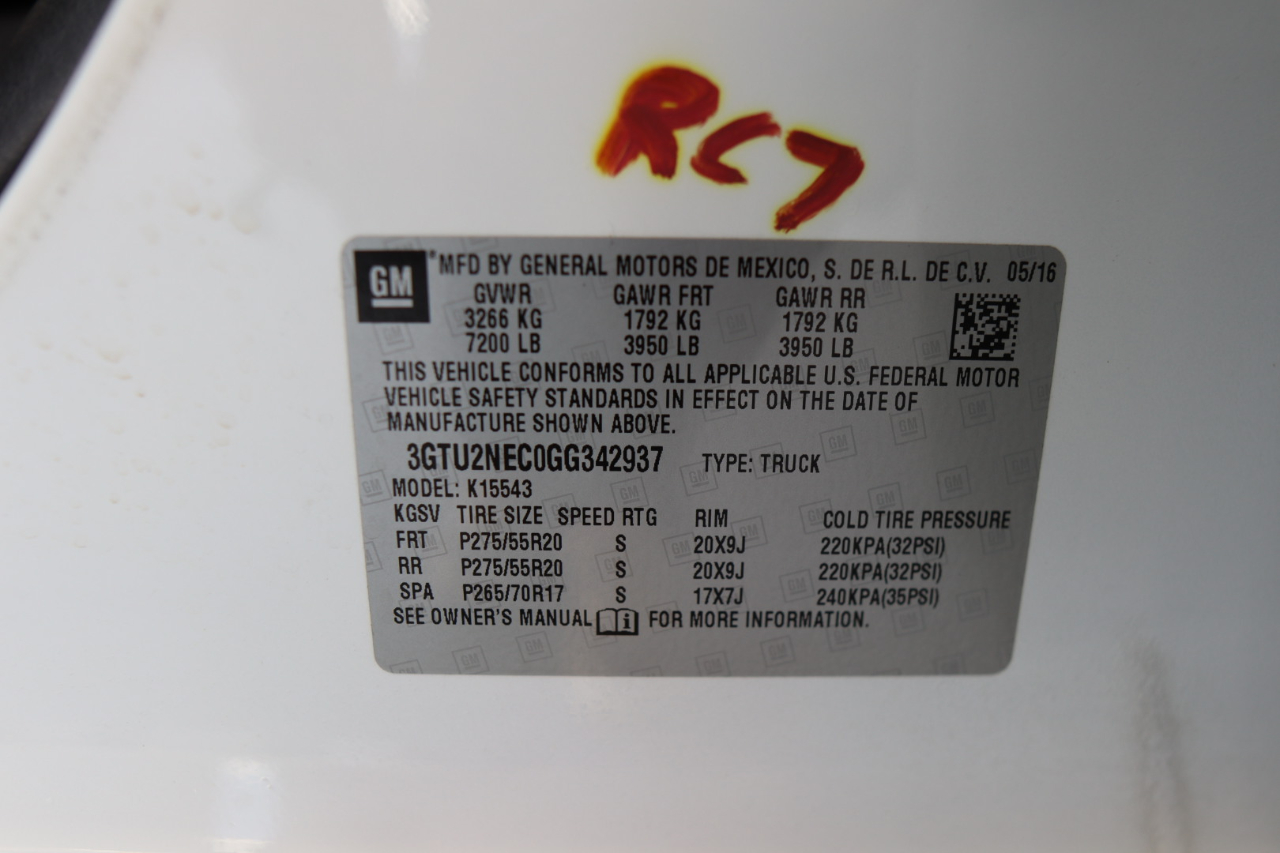 RC7
GM
*MFD BY GENERAL MOTORS DE MEXICO, S. DE R.L. DE C.V. 05/16
GVWR GAWR FRT GAWR RR
3266 KG 1792 KG 1792 KG
7200 LB 3950 LB 3950 LB
THIS VEHICLE CONFORMS TO ALL APPLICABLE U.S. FEDERAL MOTOR
VEHICLE SAFETY STANDARDS IN EFFECT ON THE DATE OF
MANUFACTURE SHOWN ABOVE.
3GTU2NEC0GG342937 TYPE: TRUCK
MODEL: K15543
KGSV TIRE SIZE SPEED RTG RIM COLD TIRE PRESSURE
FRT P275/55R20 S 20X9J 220KPA(32PSI)
RR P275/55R20 S 20X9J 220KPA(32PSI)
SPA P265/70R17 S 17X7J 240KPA(35PSI)
SEE OWNER'S MANUAL i FOR MORE INFORMATION.